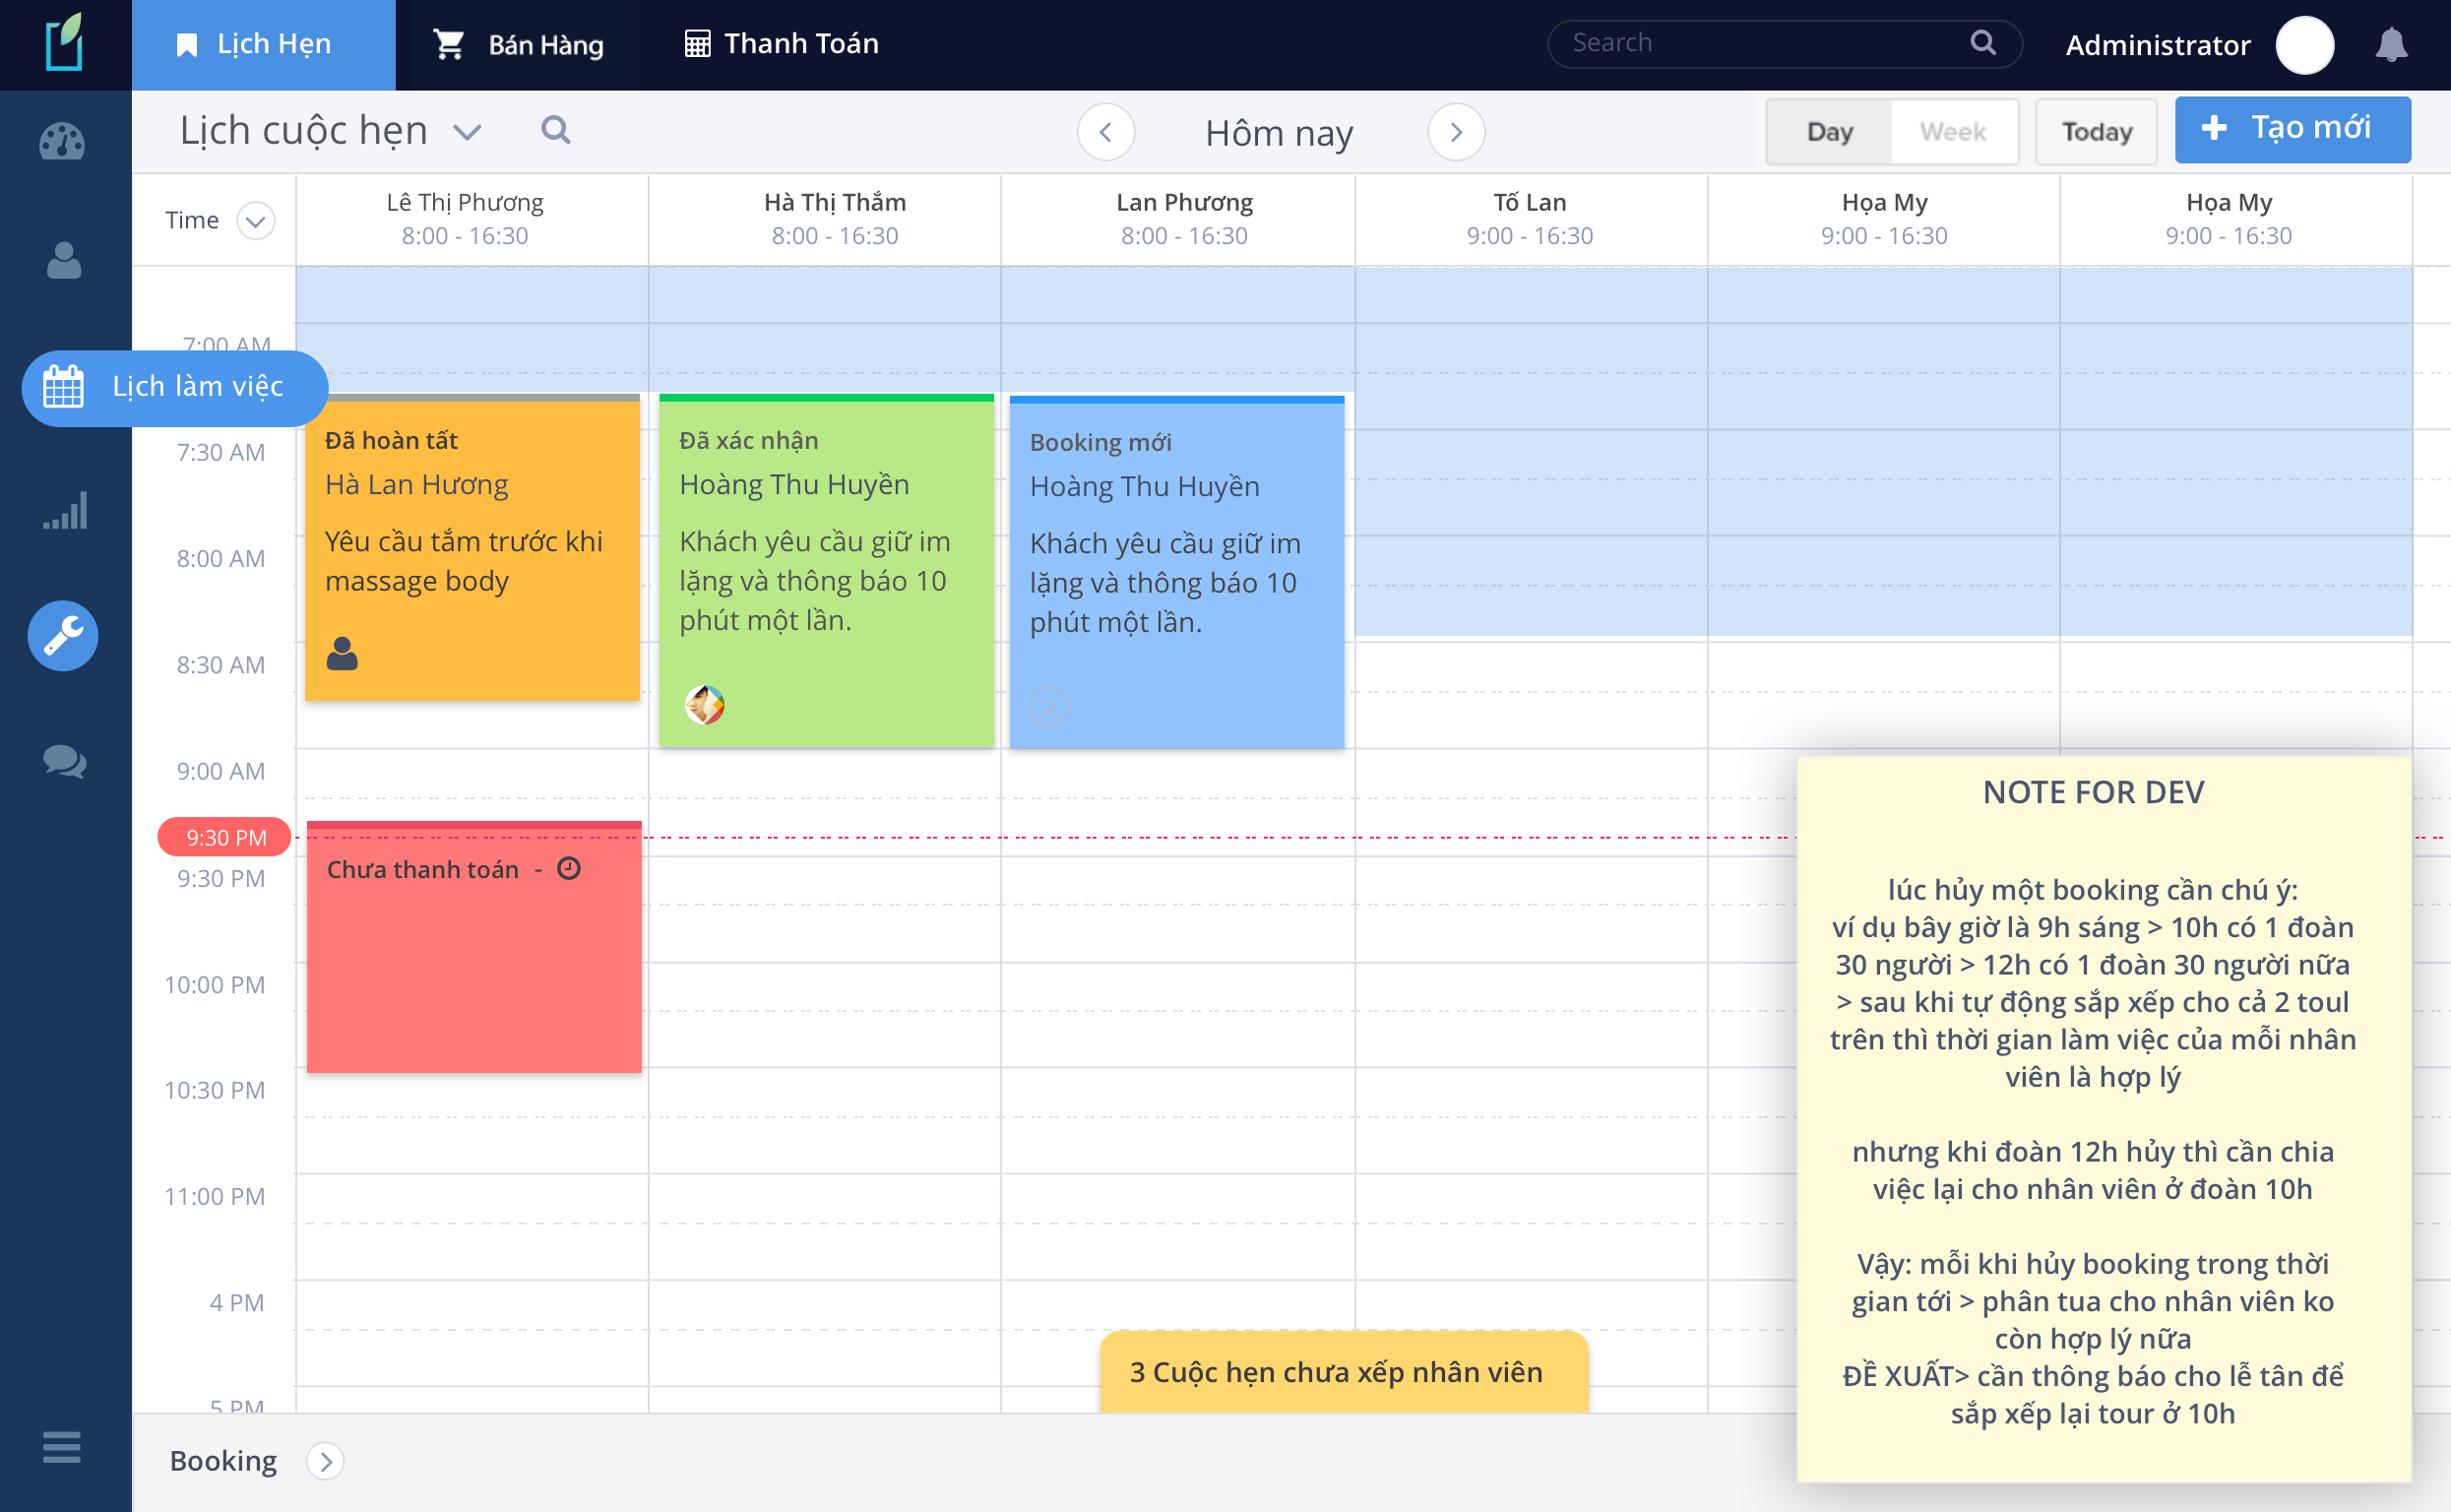 Lịch Hẹn
Bán Hàng
Thanh Toán
Search
Administrator
Lịch cuộc hẹn
Hôm nay
Day
Week
Today
Tạo mới
Time
Lê Thị Phương
8:00 - 16:30
Hà Thị Thắm
8:00 - 16:30
Lan Phương
8:00 - 16:30
Tố Lan
9:00 - 16:30
Họa My
9:00 - 16:30
Họa My
9:00 - 16:30
7:00 AM
Lịch làm việc
7:30 AM
8:00 AM
8:30 AM
9:00 AM
9:30 PM
9:30 PM
10:00 PM
10:30 PM
11:00 PM
4 PM
5 PM
Đã hoàn tất
Hà Lan Hương
Yêu cầu tắm trước khi
massage body
Đã xác nhận
Hoàng Thu Huyền
Khách yêu cầu giữ im
lặng và thông báo 10
phút một lần.
Booking mới
Hoàng Thu Huyền
Khách yêu cầu giữ im
lặng và thông báo 10
phút một lần.
Chưa thanh toán -
NOTE FOR DEV
lúc hủy một booking cần chú ý:
ví dụ bây giờ là 9h sáng > 10h có 1 đoàn
30 người > 12h có 1 đoàn 30 người nữa
> sau khi tự động sắp xếp cho cả 2 toul
trên thì thời gian làm việc của mỗi nhân
viên là hợp lý
nhưng khi đoàn 12h hủy thì cần chia
việc lại cho nhân viên ở đoàn 10h
Vậy: mỗi khi hủy booking trong thời
gian tới > phân tua cho nhân viên ko
còn hợp lý nữa
ĐỀ XUẤT> cần thông báo cho lễ tân để
sắp xếp lại tour ở 10h
3 Cuộc hẹn chưa xếp nhân viên
Booking